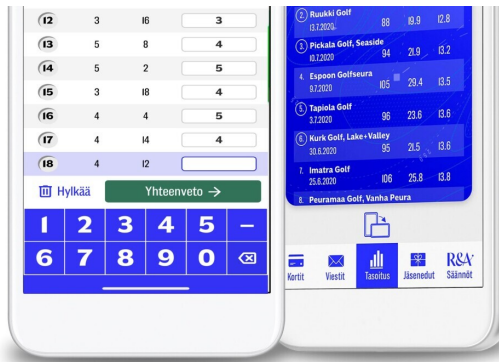 12 3 16 3
13 5 8 4
14 5 2 5
15 3 18 4
16 4 4 5
17 4 14 4
18 4 12
Hylkää Yhteenveto →
1 2 3 4 5 –
6 7 8 9 0
2. Ruukki Golf
13.7.2020, 88 19.9 12.8
3. Pickala Golf, Seaside
10.7.2020 94 21.9 13.2
4. Espoon Golfseura
9.7.2020 105 29.4 13.5
5. Tapiola Golf
3.7.2020 96 23.6 13.6
6. Kurk Golf, Lake+Valley
30.6.2020 95 21.5 13.6
7. Imatra Golf
25.6.2020 106 25.8 13.8
8. Peuramaa Golf, Vanha Peura
Kortit Viestit Tasoitus Jäsenedut R&A
Säännöt